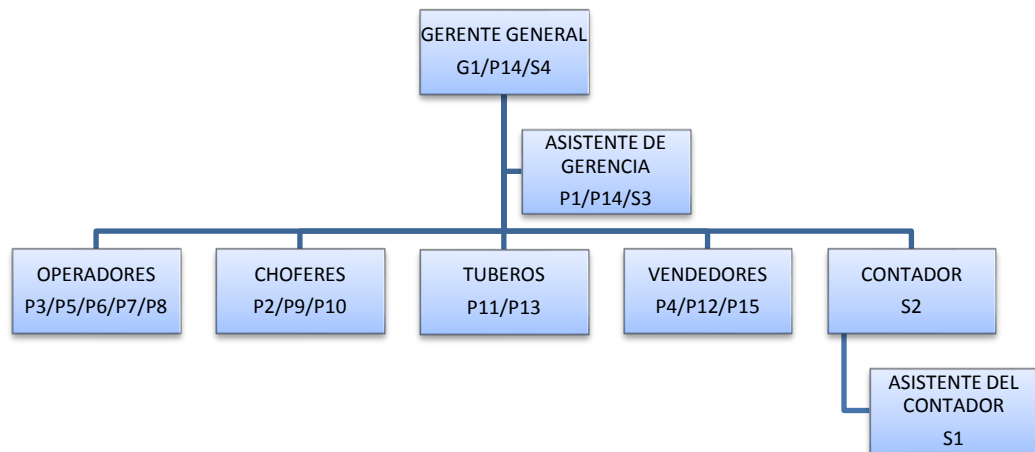 GERENTE GENERAL
G1/P14/S4
ASISTENTE DE
GERENCIA
P1/P14/S3
OPERADORES
P3/P5/P6/P7/P8
CHOFERES
P2/P9/P10
TUBEROS
P11/P13
VENDEDORES
P4/P12/P15
CONTADOR
S2
ASISTENTE DEL
CONTADOR
S1